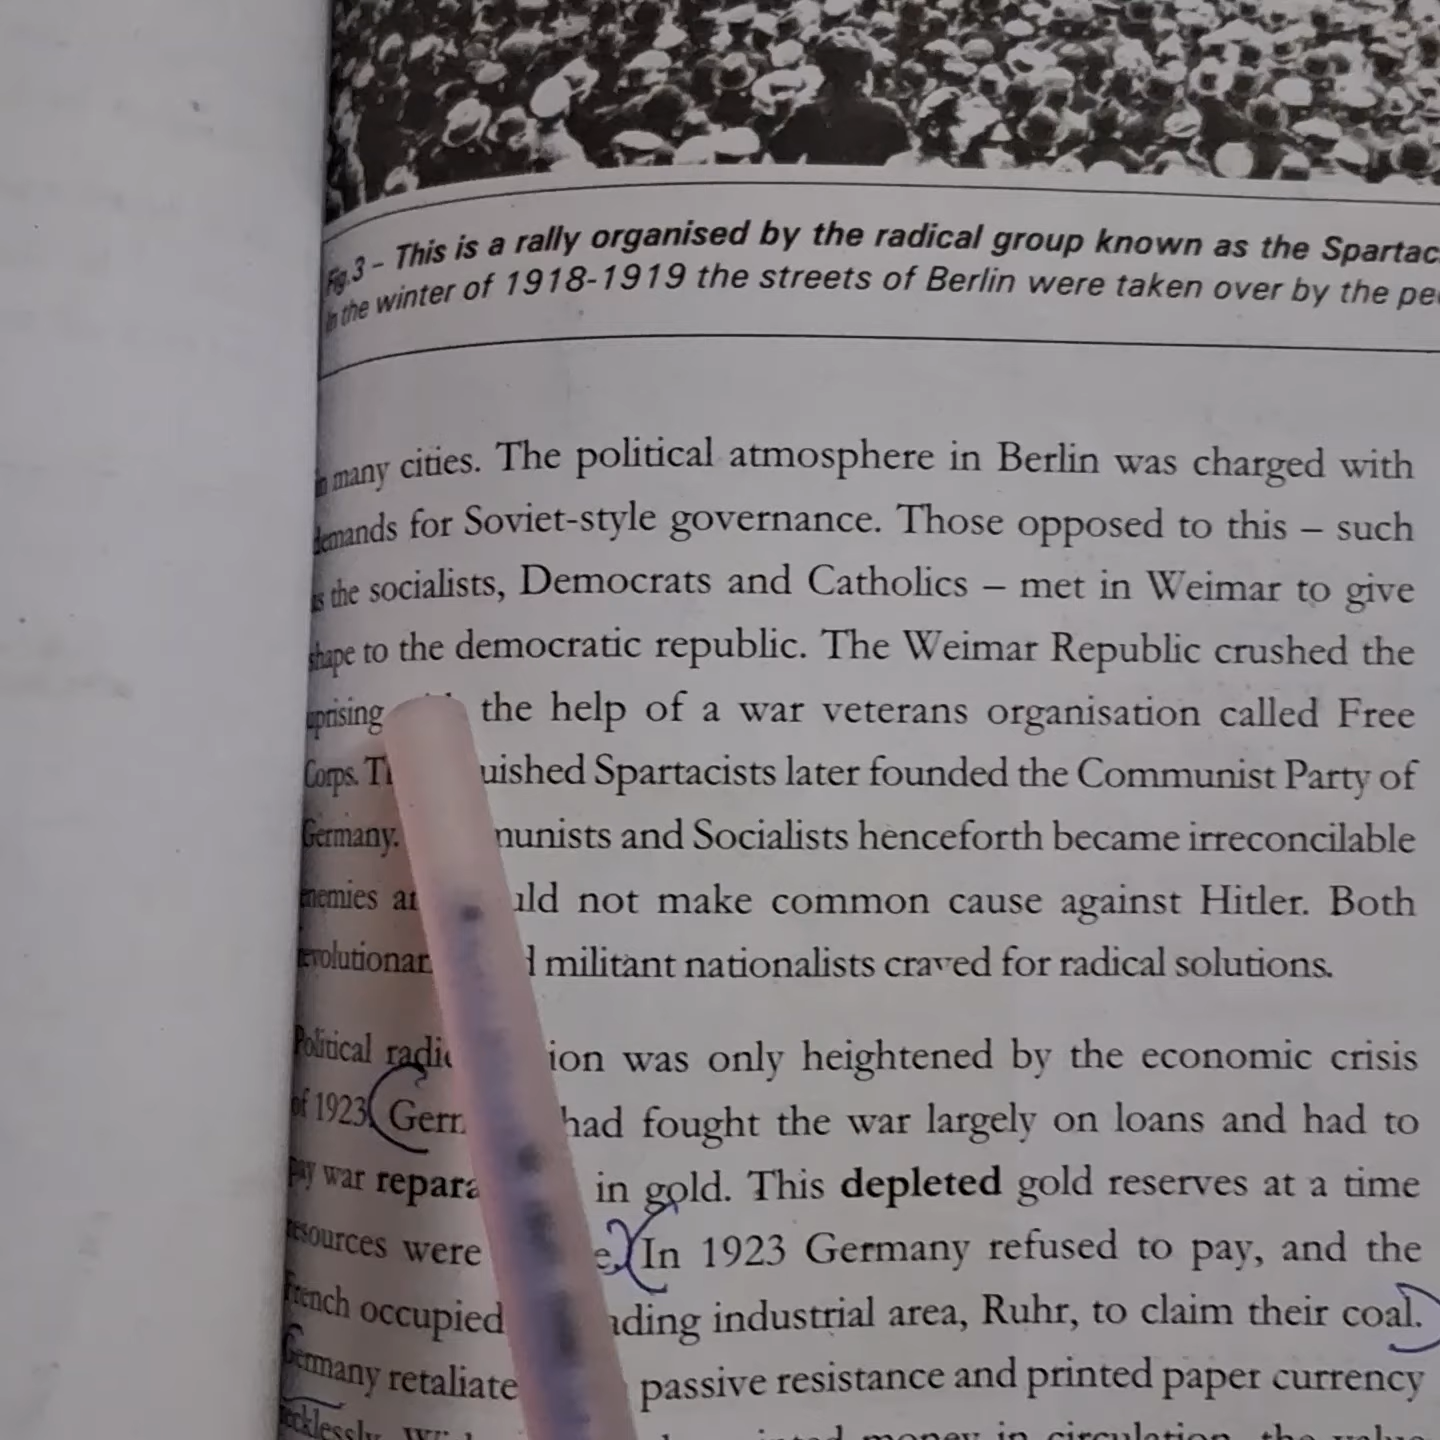 Fig.3 – This is a rally organised by the radical group known as the Spartac
In the winter of 1918-1919 the streets of Berlin were taken over by the pe
in many cities. The political atmosphere in Berlin was charged with
demands for Soviet-style governance. Those opposed to this – such
as the socialists, Democrats and Catholics – met in Weimar to give
shape to the democratic republic. The Weimar Republic crushed the
uprising the help of a war veterans organisation called Free
Corps. T uished Spartacists later founded the Communist Party of
Germany. munists and Socialists henceforth became irreconcilable
enemies a uld not make common cause against Hitler. Both
revolutionar d militant nationalists craved for radical solutions.
Political radic ion was only heightened by the economic crisis
of 1923. Germ had fought the war largely on loans and had to
pay war repara in gold. This depleted gold reserves at a time
resources were e. In 1923 Germany refused to pay, and the
French occupied ading industrial area, Ruhr, to claim their coal.
Germany retaliate passive resistance and printed paper currency
recklessly. money in circulation, the value